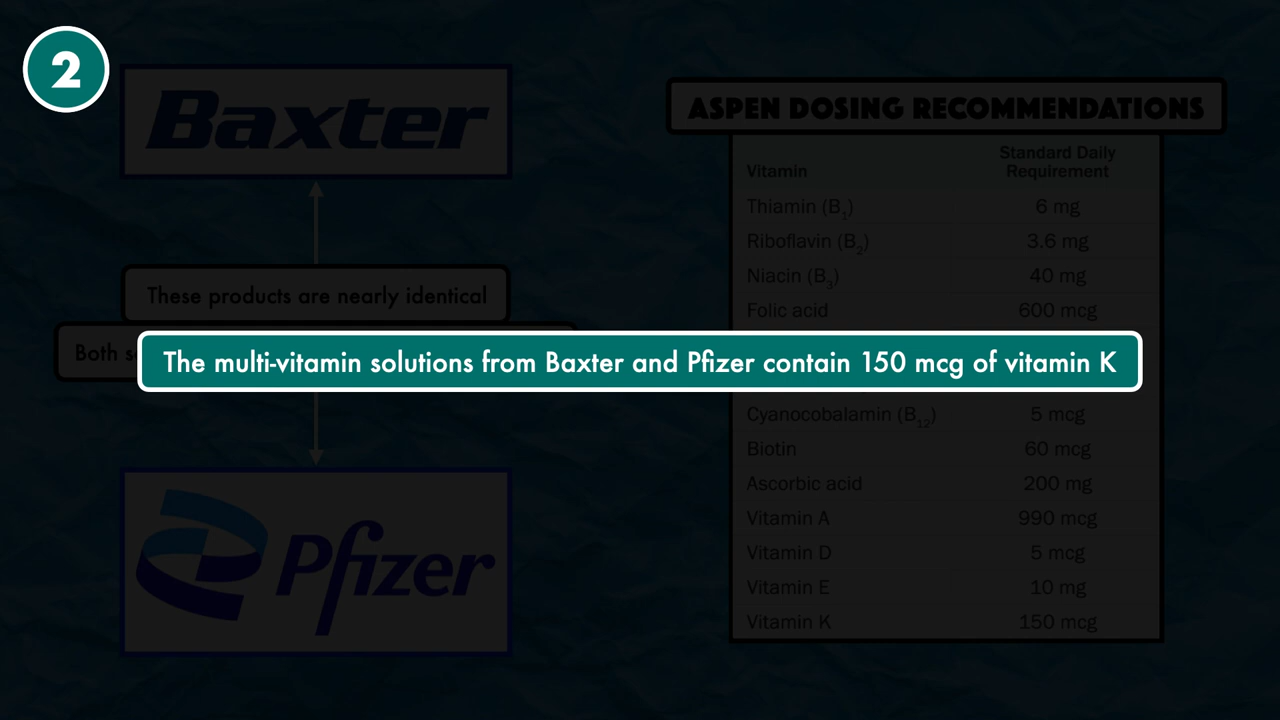 2
Baxter
These products are nearly identical
Both
The multi-vitamin solutions from Baxter and Pfizer contain 150 mcg of vitamin K
Pfizer
ASPEN DOSING RECOMMENDATIONS
Vitamin Standard Daily Requirement
Thiamin (B₁) 6 mg
Riboflavin (B₂) 3.6 mg
Niacin (B₃) 40 mg
Folic acid 600 mcg
Cyanocobalamin (B₁₂) 5 mcg
Biotin 60 mcg
Ascorbic acid 200 mg
Vitamin A 990 mcg
Vitamin D 5 mcg
Vitamin E 10 mg
Vitamin K 150 mcg